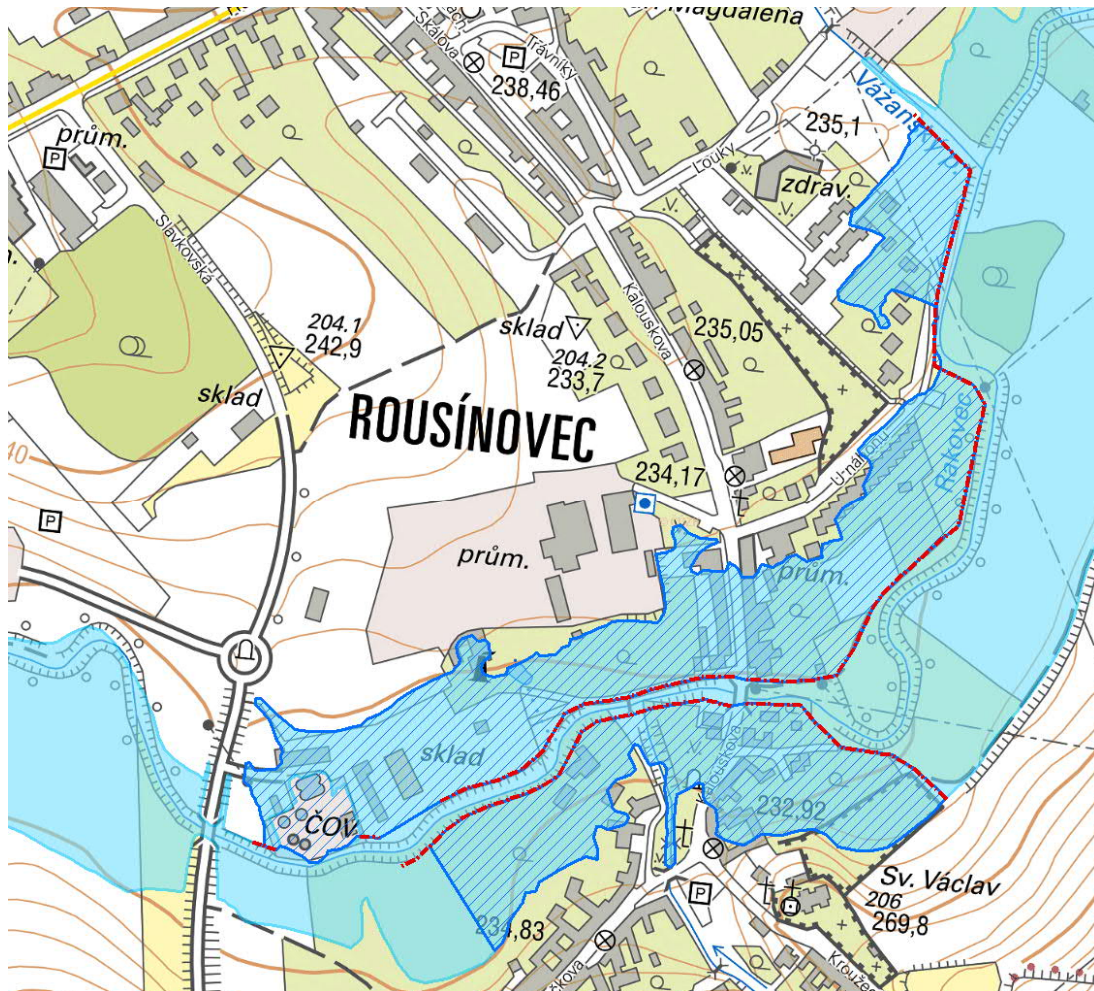 Magdalena
Skálova
Trávníky
P
238,46
Vážanský p
235,1
prům.
P
Louky
zdrav.
Slavkovská
Kalouskova
204.1
242,9
sklad
204.2
233,7
235,05
sklad
ROUSÍNOVEC
Rakovec
40
234,17
U náhonu
P
prům.
prům.
sklad
232,92
ČOV
Sv. Václav
206
269,8
P
234,83